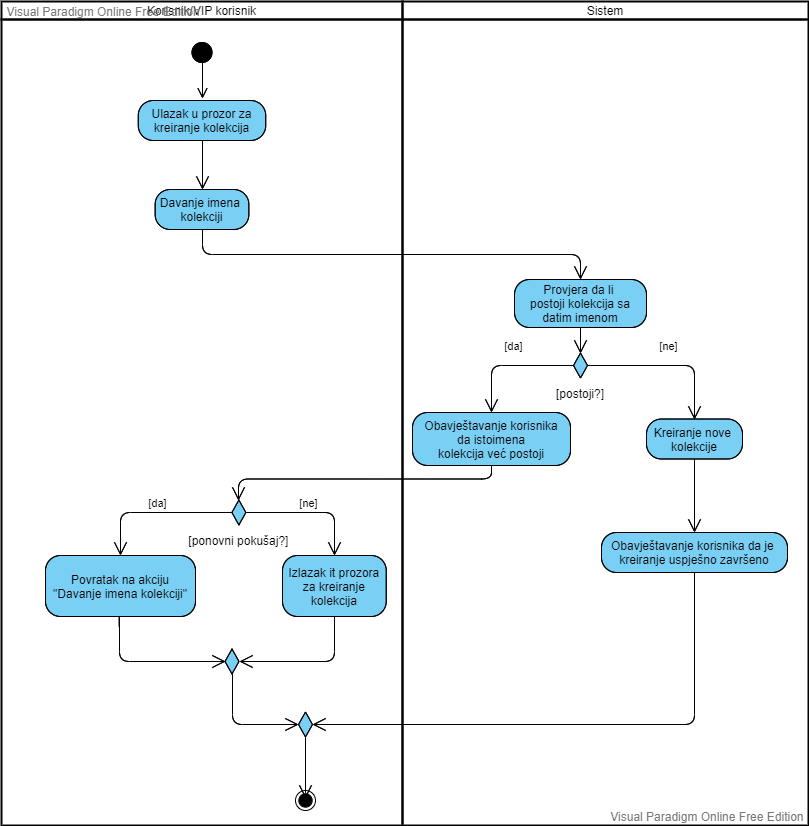 Visual Paradigm Online Free Edition
Korisnik/VIP korisnik
Sistem
Ulazak u prozor za
kreiranje kolekcija
Davanje imena
kolekciji
Provjera da li
postoji kolekcija sa
datim imenom
[da]
[ne]
[postoji?]
Obavještavanje korisnika
da istoimena
kolekcija već postoji
Kreiranje nove
kolekcije
[da]
[ne]
[ponovni pokušaj?]
Obavještavanje korisnika da je
kreiranje uspješno završeno
Povratak na akciju
"Davanje imena kolekciji"
Izlazak it prozora
za kreiranje
kolekcija
Visual Paradigm Online Free Edition